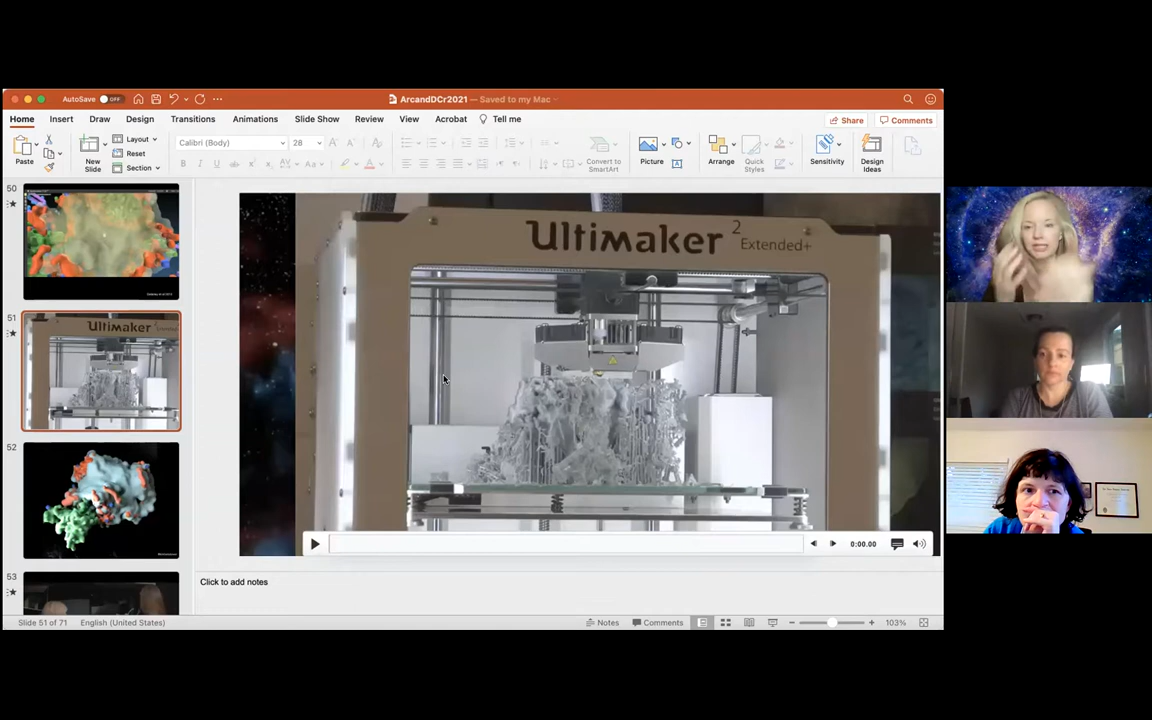 AutoSave OFF
ArcandDCr2021 — Saved to my Mac
Home Insert Draw Design Transitions Animations Slide Show Review View Acrobat Tell me
Share Comments
Paste
New
Slide
Layout
Reset
Section
Calibri (Body) 28
Convert to
SmartArt
Picture
Arrange
Quick
Styles
Sensitivity
Design
Ideas
50
51
Ultimaker
52
53
Ultimaker 2
Extended+
0:00.00
Click to add notes
Slide 51 of 71 English (United States)
Notes Comments 103%